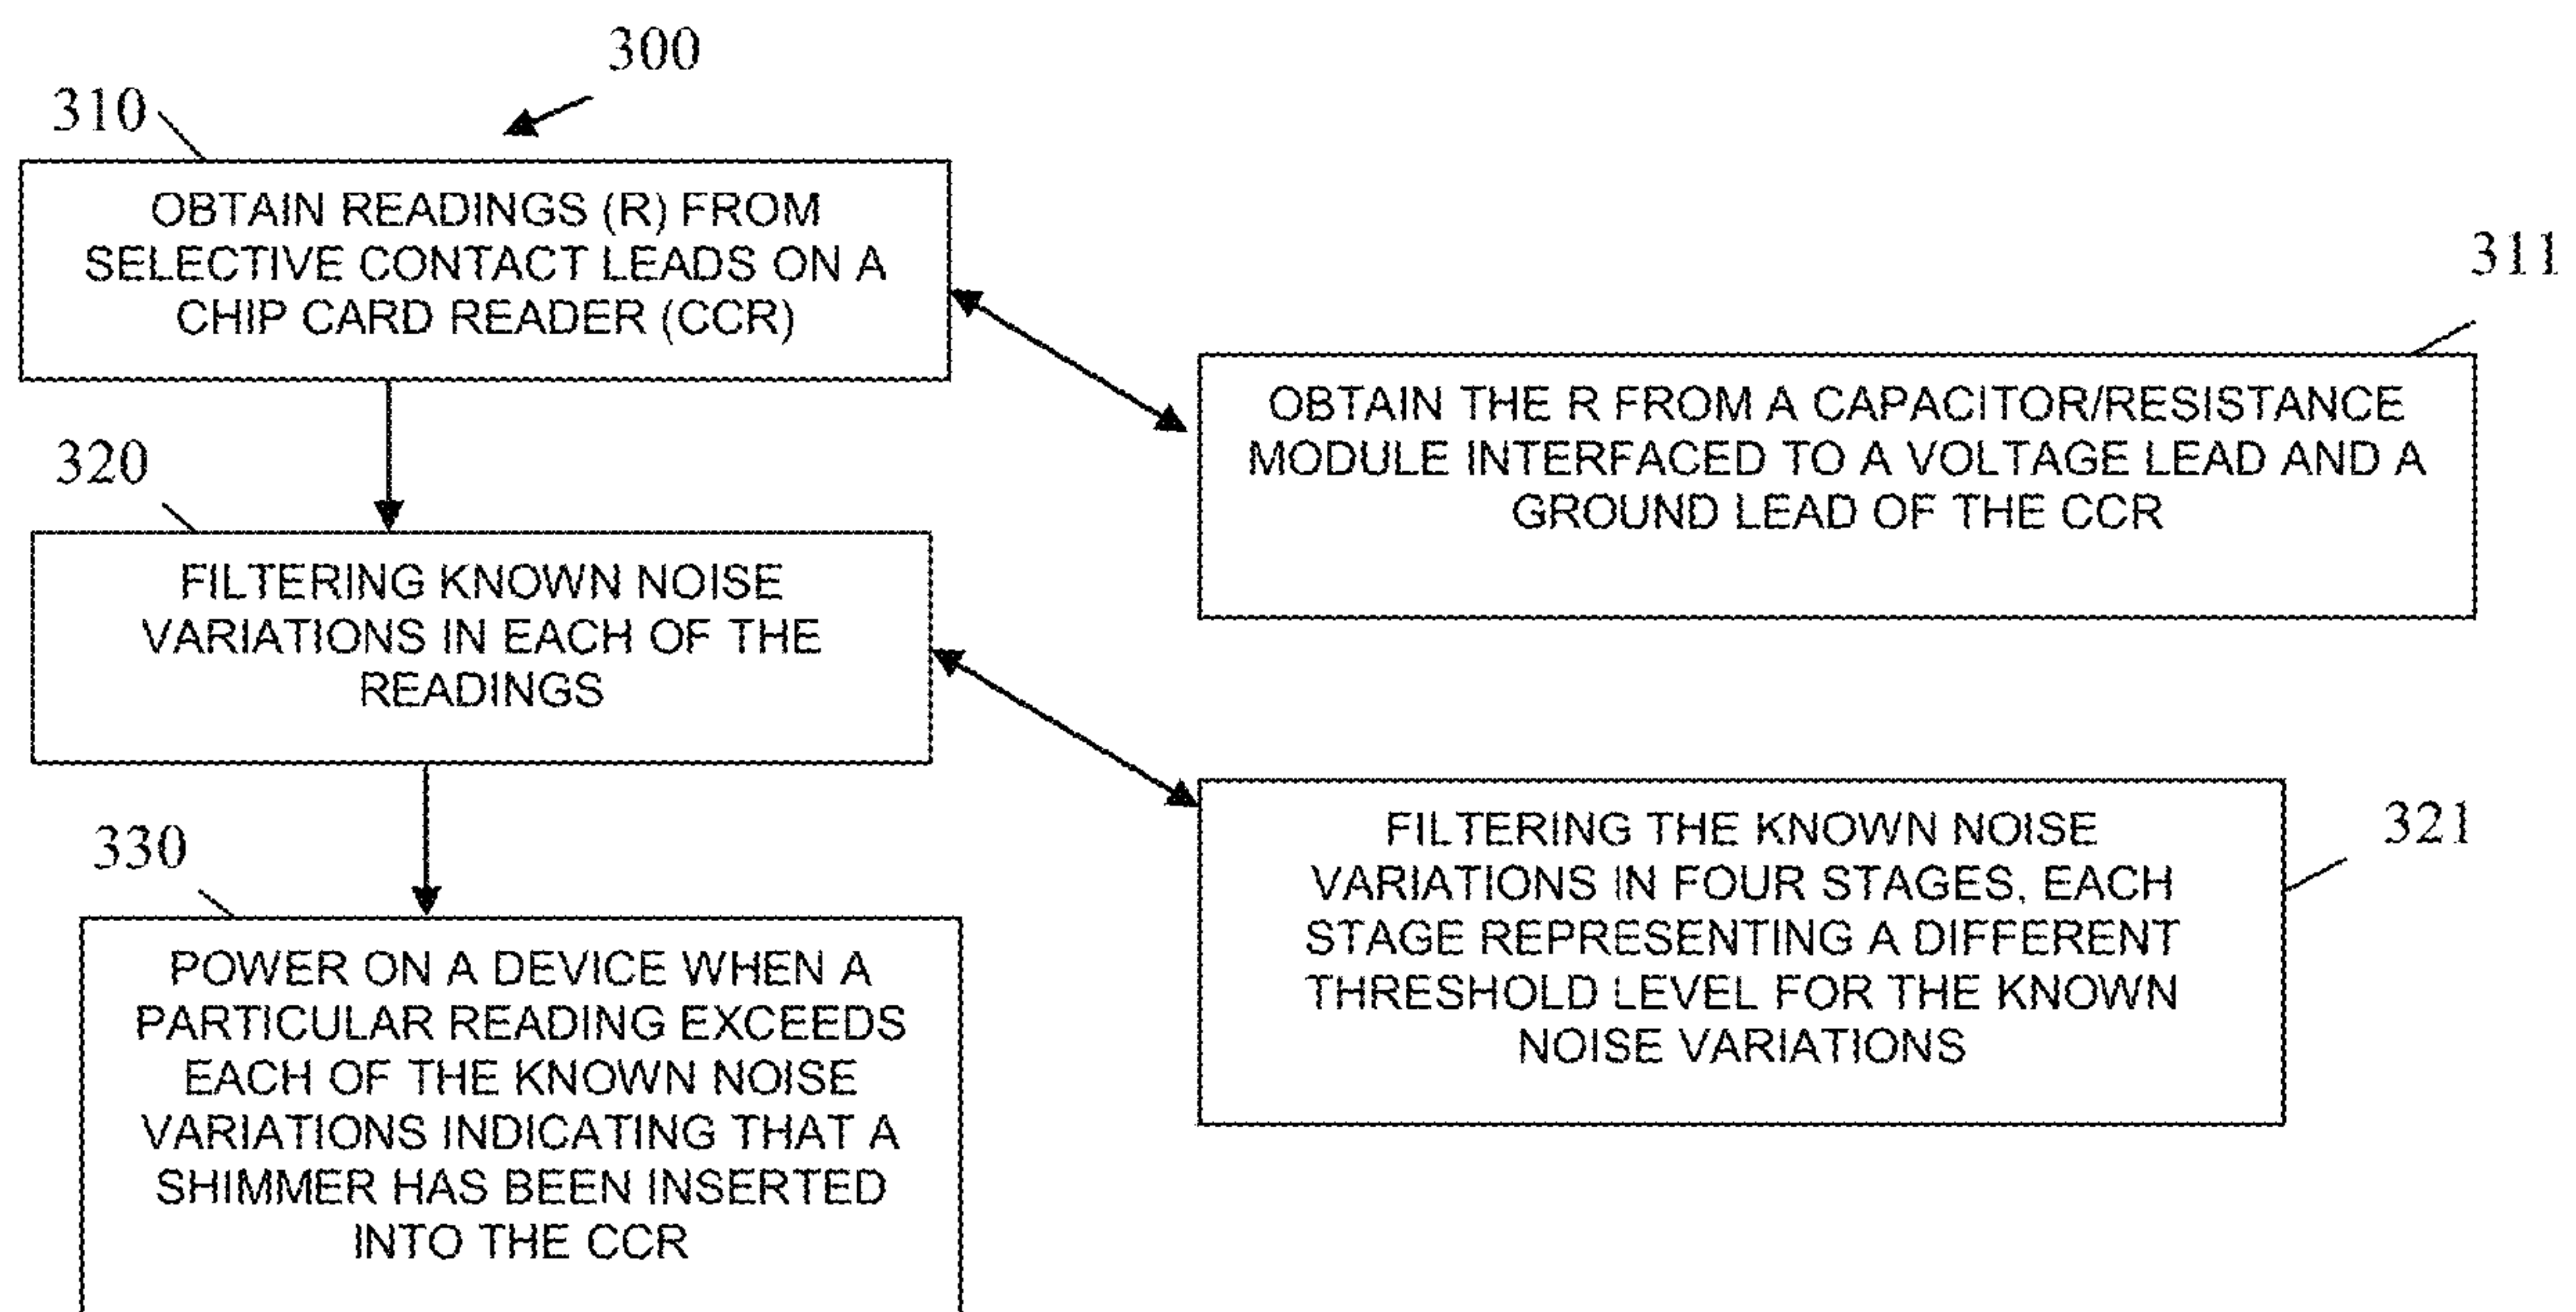 300
310
OBTAIN READINGS (R) FROM
SELECTIVE CONTACT LEADS ON A
CHIP CARD READER (CCR)
311
OBTAIN THE R FROM A CAPACITOR/RESISTANCE
MODULE INTERFACED TO A VOLTAGE LEAD AND A
GROUND LEAD OF THE CCR
320
FILTERING KNOWN NOISE
VARIATIONS IN EACH OF THE
READINGS
321
FILTERING THE KNOWN NOISE
VARIATIONS IN FOUR STAGES, EACH
STAGE REPRESENTING A DIFFERENT
THRESHOLD LEVEL FOR THE KNOWN
NOISE VARIATIONS
330
POWER ON A DEVICE WHEN A
PARTICULAR READING EXCEEDS
EACH OF THE KNOWN NOISE
VARIATIONS INDICATING THAT A
SHIMMER HAS BEEN INSERTED
INTO THE CCR